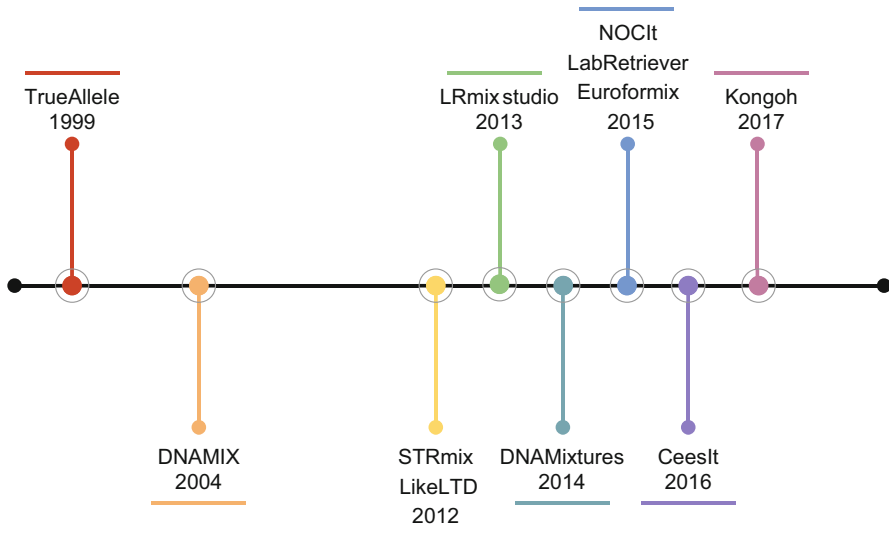 TrueAllele
1999
DNAMIX
2004
STRmix
LikeLTD
2012
LRmix studio
2013
DNAMixtures
2014
NOCIt
LabRetriever
Euroformix
2015
CeesIt
2016
Kongoh
2017